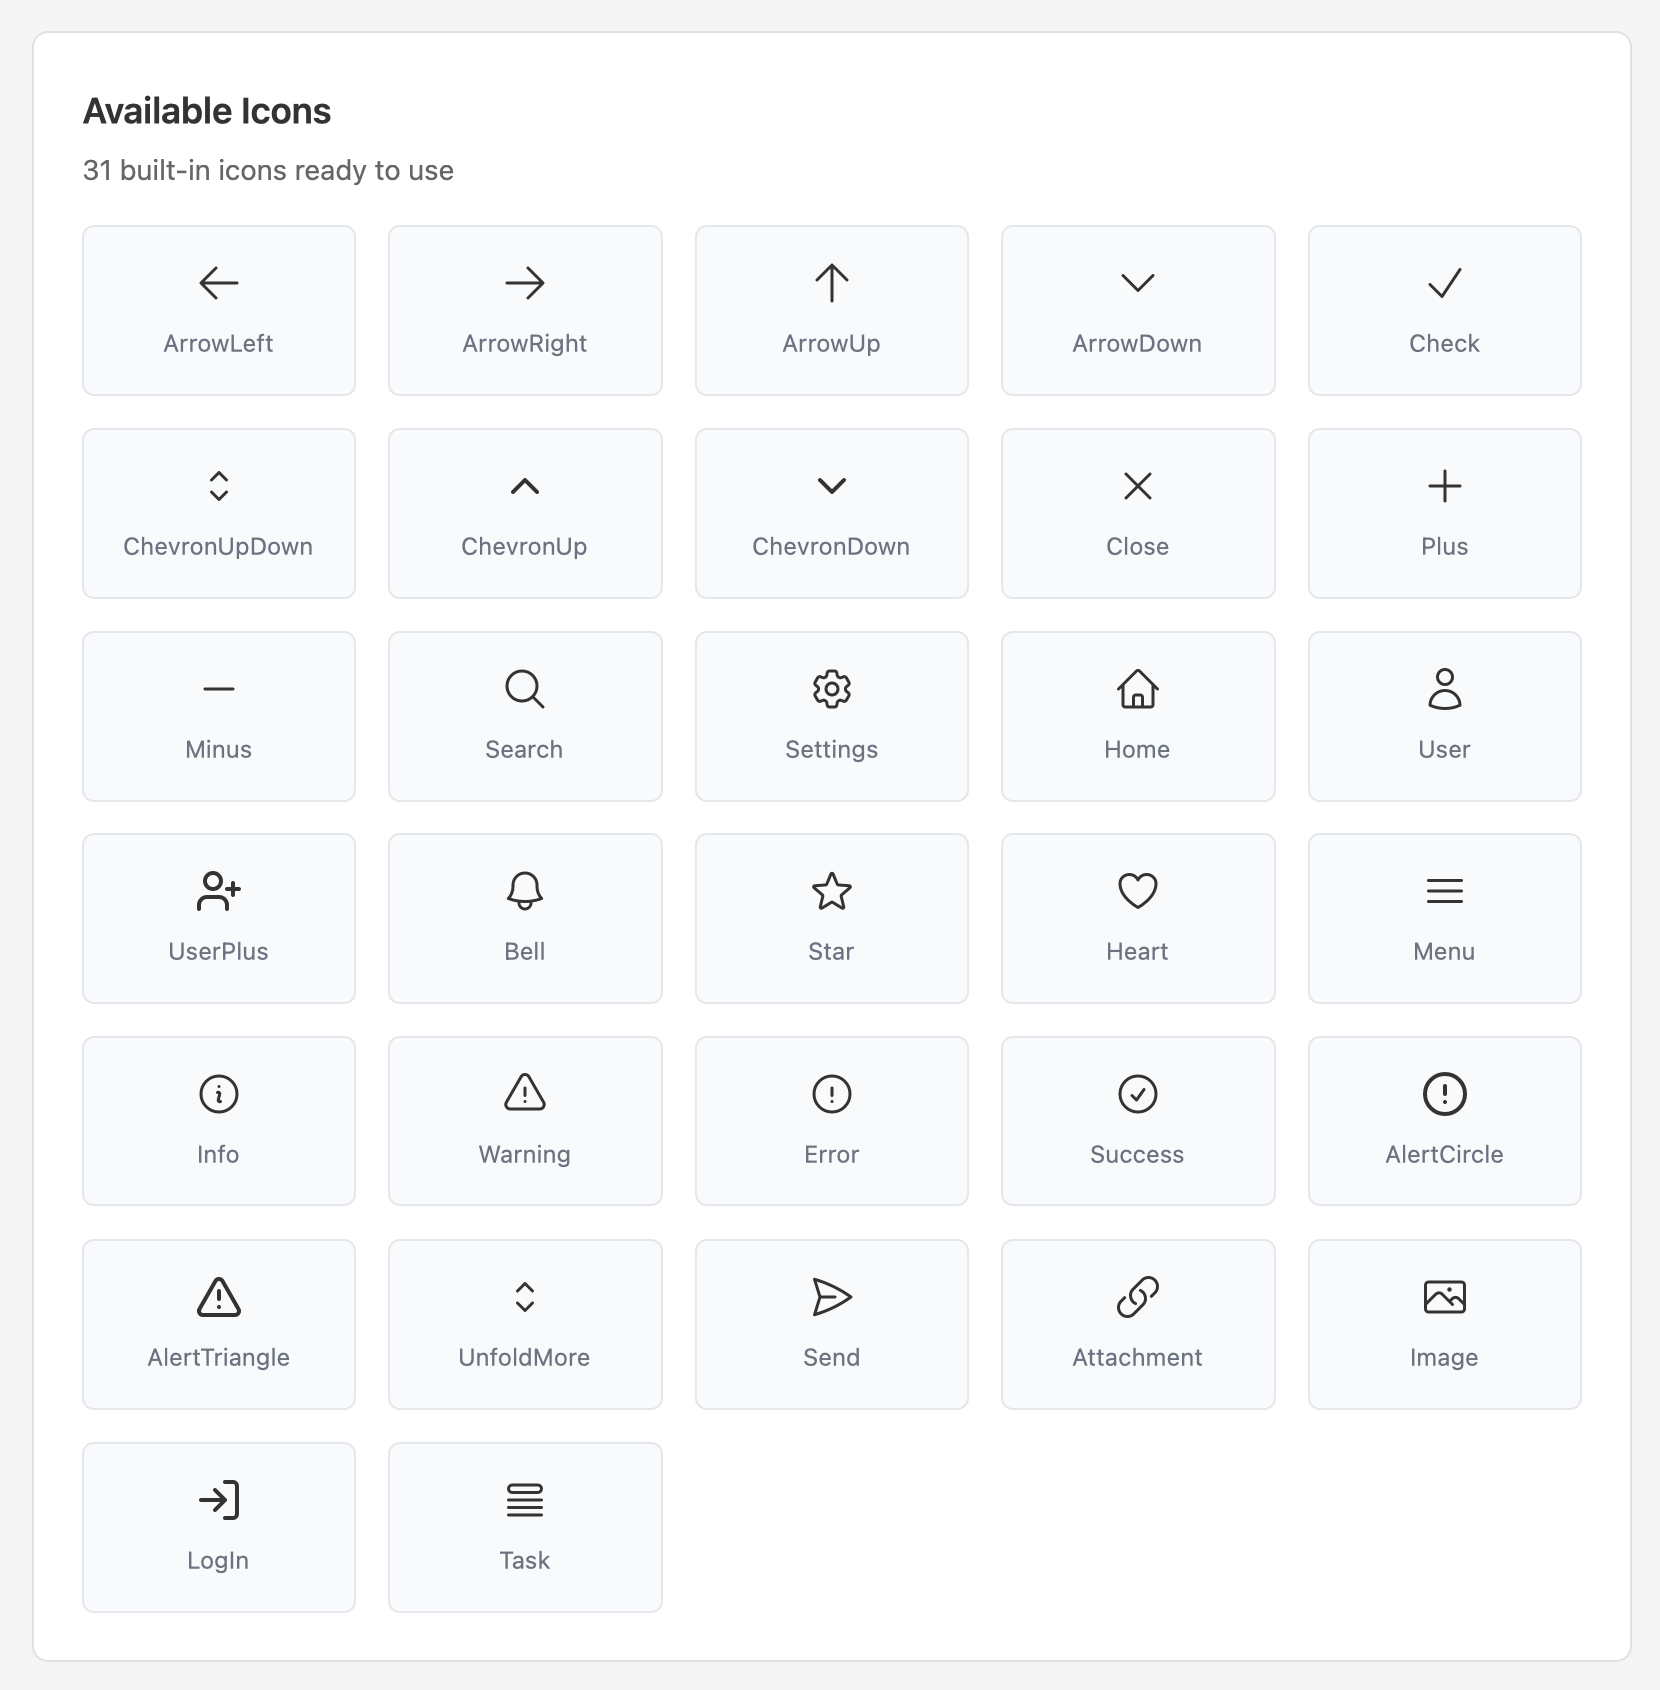 Available Icons
31 built-in icons ready to use
ArrowLeft
ArrowRight
ArrowUp
ArrowDown
Check
ChevronUpDown
ChevronUp
ChevronDown
Close
Plus
Minus
Search
Settings
Home
User
UserPlus
Bell
Star
Heart
Menu
Info
Warning
Error
Success
AlertCircle
AlertTriangle
UnfoldMore
Send
Attachment
Image
LogIn
Task